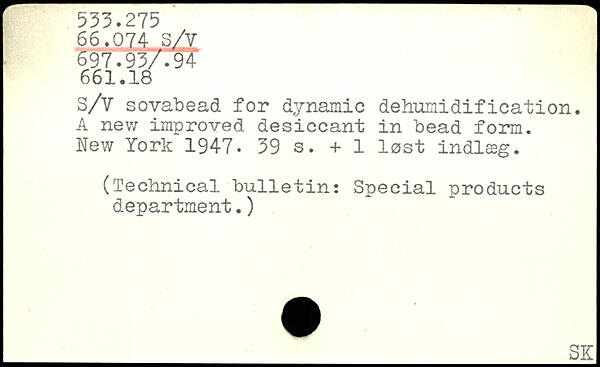 533.275
66.074 S/V
697.93/.94
661.18
S/V sovabead for dynamic dehumidification.
A new improved desiccant in bead form.
New York 1947. 39 s. + 1 løst indlæg.
(Technical bulletin: Special products
department.)
SK